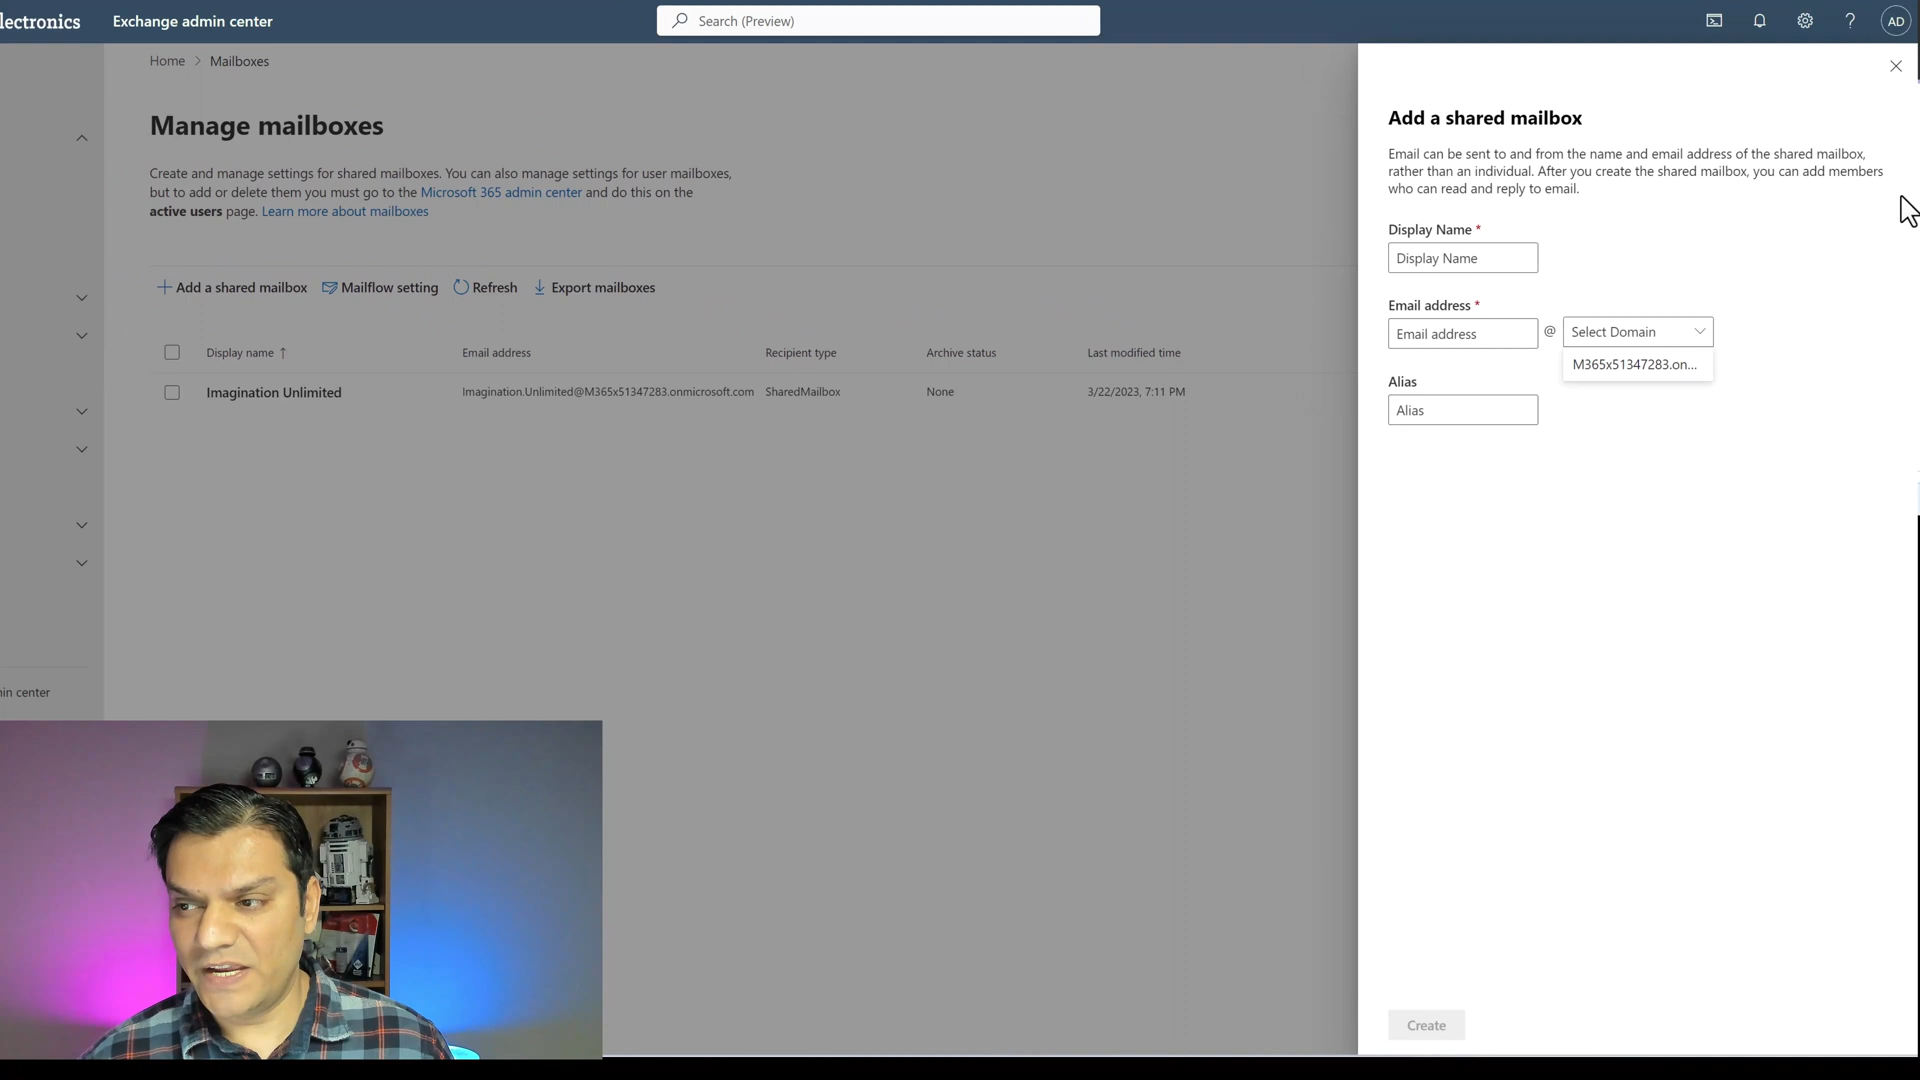 lectronics
Exchange admin center
Search (Preview)
?
AD
Home > Mailboxes
Manage mailboxes
Create and manage settings for shared mailboxes. You can also manage settings for user mailboxes,
but to add or delete them you must go to the Microsoft 365 admin center and do this on the
active users page. Learn more about mailboxes
Add a shared mailbox
Mailflow setting
Refresh
Export mailboxes
Display name ↑
Email address
Recipient type
Archive status
Last modified time
Imagination Unlimited
Imagination.Unlimited@M365x51347283.onmicrosoft.com
SharedMailbox
None
3/22/2023, 7:11 PM
in center
Add a shared mailbox
Email can be sent to and from the name and email address of the shared mailbox,
rather than an individual. After you create the shared mailbox, you can add members
who can read and reply to email.
Display Name *
Display Name
Email address *
Email address
@
Select Domain
M365x51347283.on...
Alias
Alias
Create